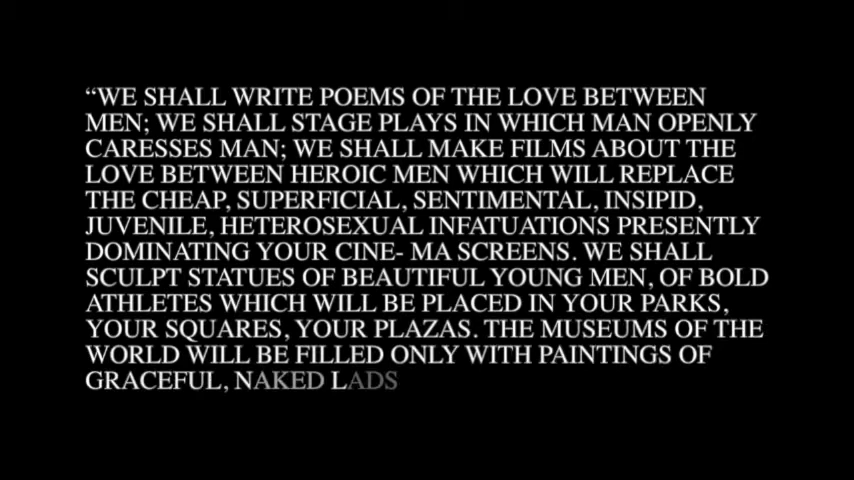 “WE SHALL WRITE POEMS OF THE LOVE BETWEEN
MEN; WE SHALL STAGE PLAYS IN WHICH MAN OPENLY
CARESSES MAN; WE SHALL MAKE FILMS ABOUT THE
LOVE BETWEEN HEROIC MEN WHICH WILL REPLACE
THE CHEAP, SUPERFICIAL, SENTIMENTAL, INSIPID,
JUVENILE, HETEROSEXUAL INFATUATIONS PRESENTLY
DOMINATING YOUR CINE- MA SCREENS. WE SHALL
SCULPT STATUES OF BEAUTIFUL YOUNG MEN, OF BOLD
ATHLETES WHICH WILL BE PLACED IN YOUR PARKS,
YOUR SQUARES, YOUR PLAZAS. THE MUSEUMS OF THE
WORLD WILL BE FILLED ONLY WITH PAINTINGS OF
GRACEFUL, NAKED LADS